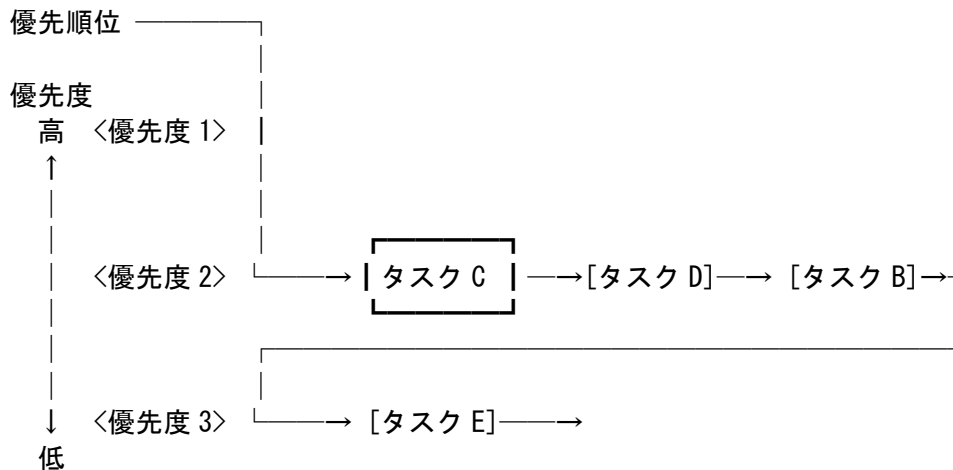 優先順位
優先度
高 <優先度 1>
<優先度 2> タスク C →[タスク D]―→ [タスク B]→
↓ <優先度 3> → [タスク E]――→
低